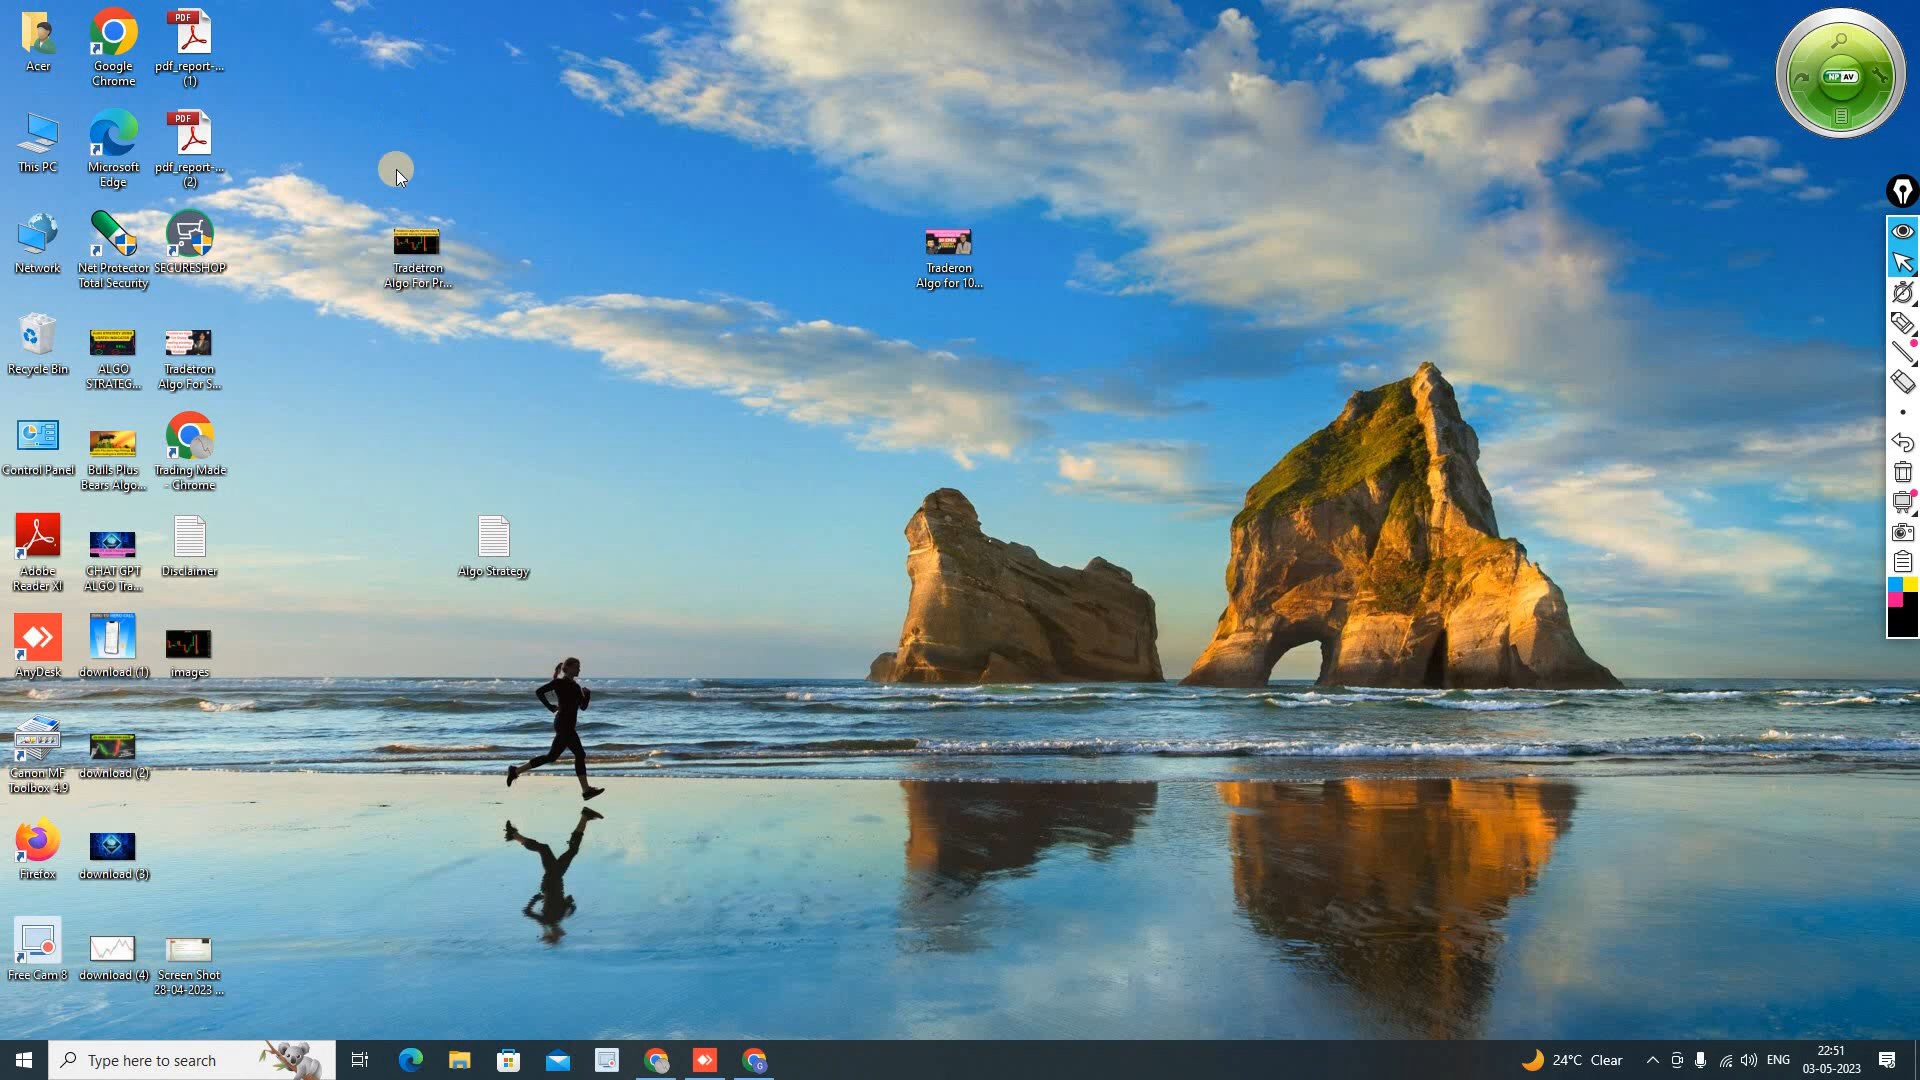 Acer
Google
Chrome
pdf_report-...
(1)
This PC
Microsoft
Edge
pdf_report-...
(2)
Network
Net Protector
Total Security
SECURESHOP
Tradetron
Algo For Pr...
Traderon
Algo for 10...
NP AV
Recycle Bin
ALGO
STRATEG...
Tradetron
Algo For S...
Control Panel
Bulls Plus
Bears Algo...
Trading Made
- Chrome
Adobe
Reader XI
CHAT GPT
ALGO Tra...
Disclaimer
Algo Strategy
AnyDesk
download (1)
images
Canon MF
Toolbox 4.9
download (2)
Firefox
download (3)
Free Cam 8
download (4)
Screen Shot
28-04-2023 ...
Type here to search
24°C Clear
ENG
22:51
03-05-2023